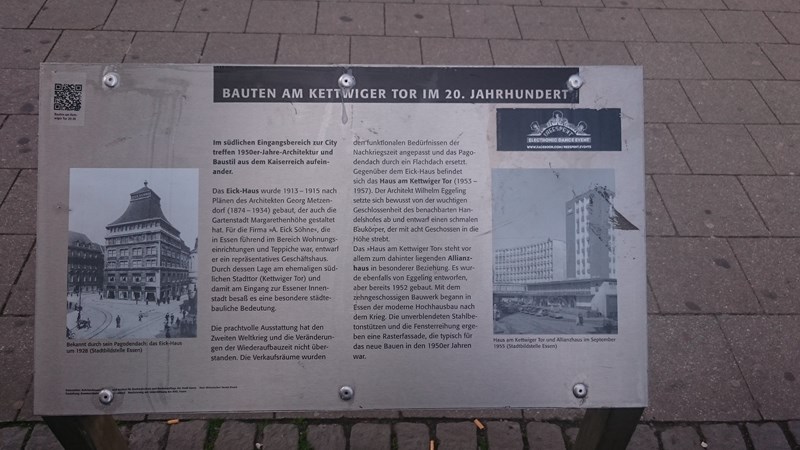 BAUTEN AM KETTWIGER TOR IM 20. JAHRHUNDERT
Im südlichen Eingangsbereich zur City
treffen 1950er-Jahre-Architektur und
Baustil aus dem Kaiserreich aufein-
ander.
Das Eick-Haus wurde 1913 – 1915 nach
Plänen des Architekten Georg Metzen-
dorf (1874 – 1934) gebaut, der auch die
Gartenstadt Margarethenhöhe gestaltet
hat. Für die Firma »A. Eick Söhne«, die
in Essen führend im Bereich Wohnungs-
einrichtungen und Teppiche war, entwarf
er ein repräsentatives Geschäftshaus.
Durch dessen Lage am ehemaligen süd-
lichen Stadttor (Kettwiger Tor) und
damit am Eingang zur Essener Innen-
stadt besaß es eine besondere städte-
bauliche Bedeutung.
Die prachtvolle Ausstattung hat den
Zweiten Weltkrieg und die Veränderun-
gen der Wiederaufbauzeit nicht über-
standen. Die Verkaufsräume wurden
den funktionalen Bedürfnissen der
Nachkriegszeit angepasst und das Pago-
dendach durch ein Flachdach ersetzt.
Gegenüber dem Eick-Haus befindet
sich das Haus am Kettwiger Tor (1953 –
1957). Der Architekt Wilhelm Eggeling
setzte sich bewusst von der wuchtigen
Geschlossenheit des benachbarten Han-
delshofes ab und entwarf einen schmalen
Baukörper, der mit acht Geschossen in die
Höhe strebt.
Das »Haus am Kettwiger Tor« steht vor
allem zum dahinter liegenden Allianz-
haus in besonderer Beziehung. Es wur-
de ebenfalls von Eggeling entworfen,
aber bereits 1952 gebaut. Mit dem
zehngeschossigen Bauwerk begann in
Essen der moderne Hochhausbau nach
dem Krieg. Die unverblendeten Stahlbe-
tonstützen und die Fensterreihung erge-
ben eine Rasterfassade, die typisch für
das neue Bauen in den 1950er Jahren
war.
ELECTRONIC DANCE EVENT
Bekannt durch sein Pagodendach: das Eick-Haus
um 1928 (Stadtbildstelle Essen)
Haus am Kettwiger Tor und Allianzhaus im September
1955 (Stadtbildstelle Essen)